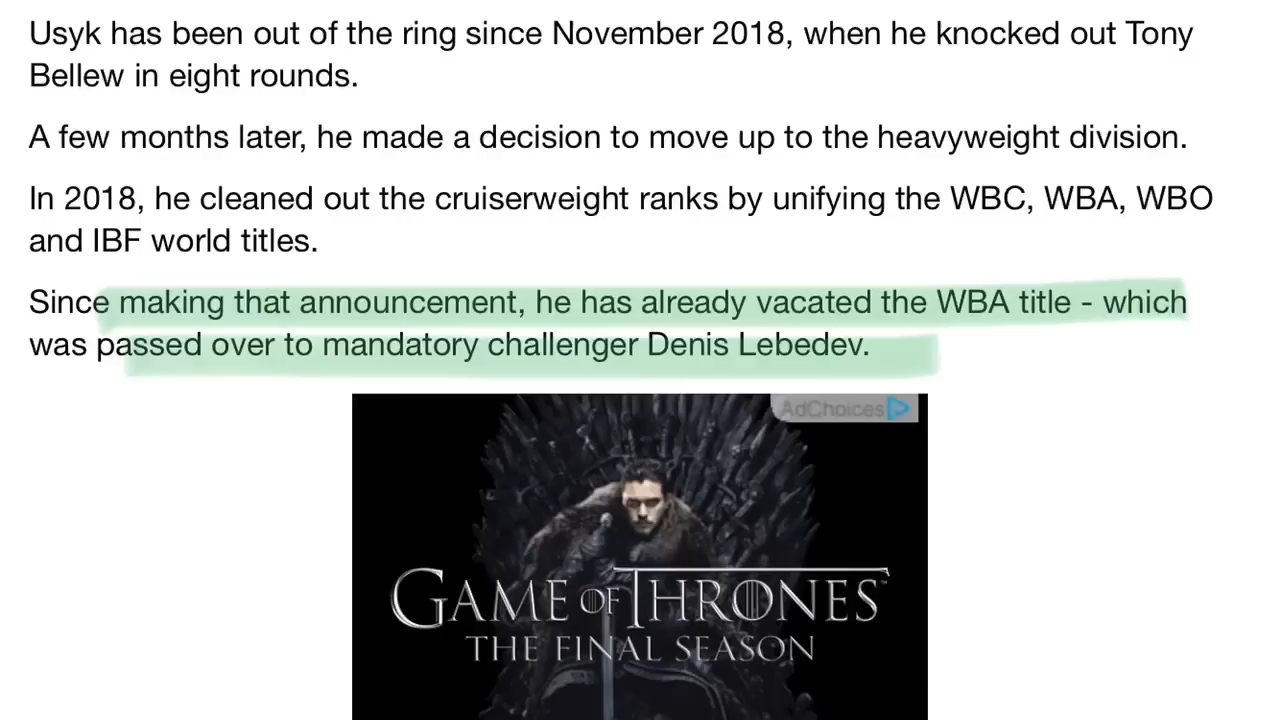 Usyk has been out of the ring since November 2018, when he knocked out Tony
Bellew in eight rounds.
A few months later, he made a decision to move up to the heavyweight division.
In 2018, he cleaned out the cruiserweight ranks by unifying the WBC, WBA, WBO
and IBF world titles.
Since making that announcement, he has already vacated the WBA title - which
was passed over to mandatory challenger Denis Lebedev.
AdChoices
GAME OF THRONES™
THE FINAL SEASON